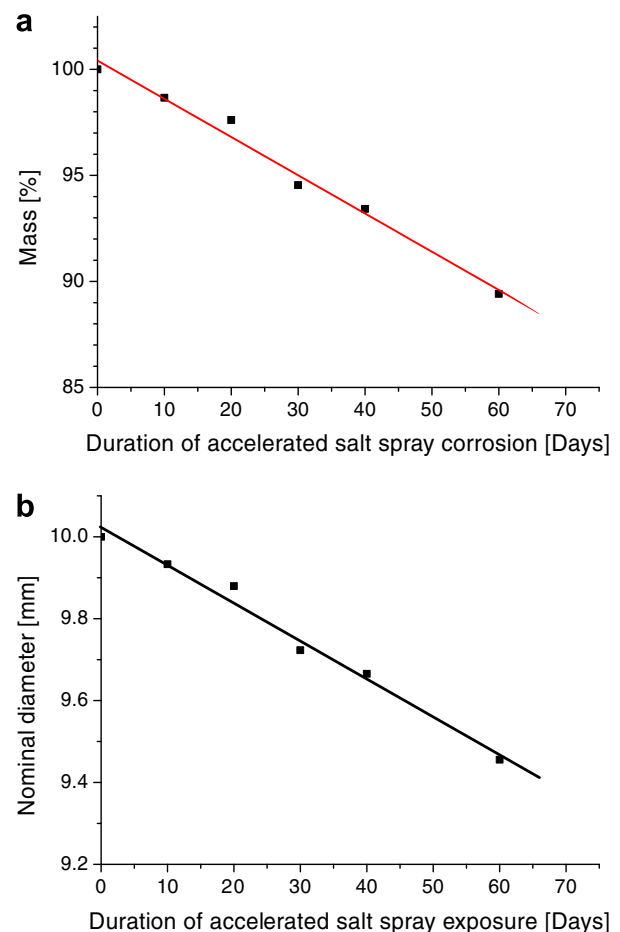 a
100
95
90
85
Mass [%]
0 10 20 30 40 50 60 70
Duration of accelerated salt spray corrosion [Days]
b
10.0
9.8
9.6
9.4
9.2
Nominal diameter [mm]
0 10 20 30 40 50 60 70
Duration of accelerated salt spray exposure [Days]